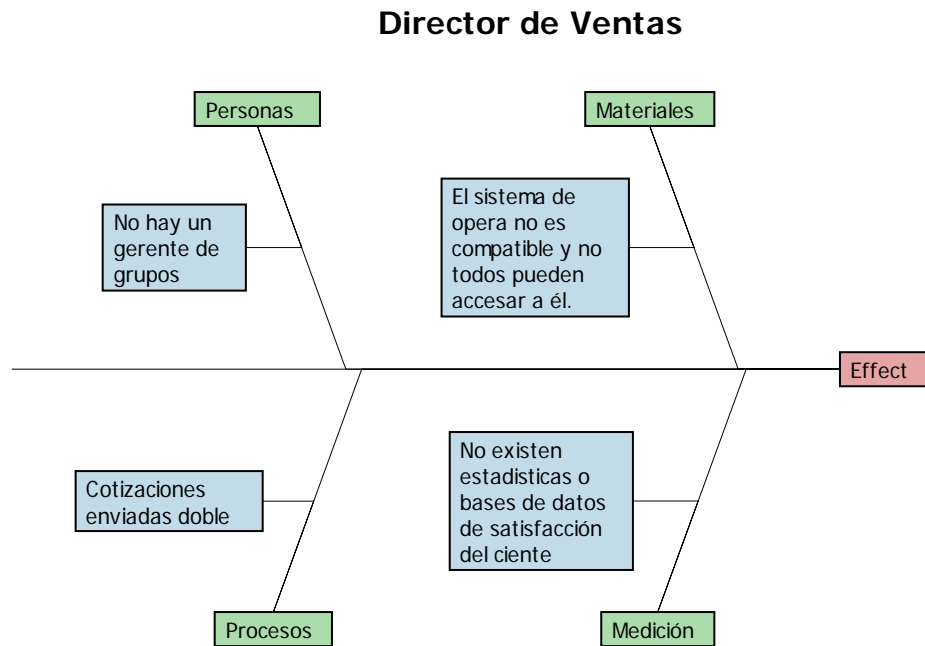 Director de Ventas
Personas
Materiales
No hay un
gerente de
grupos
El sistema de
opera no es
compatible y no
todos pueden
accesar a él.
Effect
Cotizaciones
enviadas doble
No existen
estadisticas o
bases de datos
de satisfacción
del ciente
Procesos
Medición